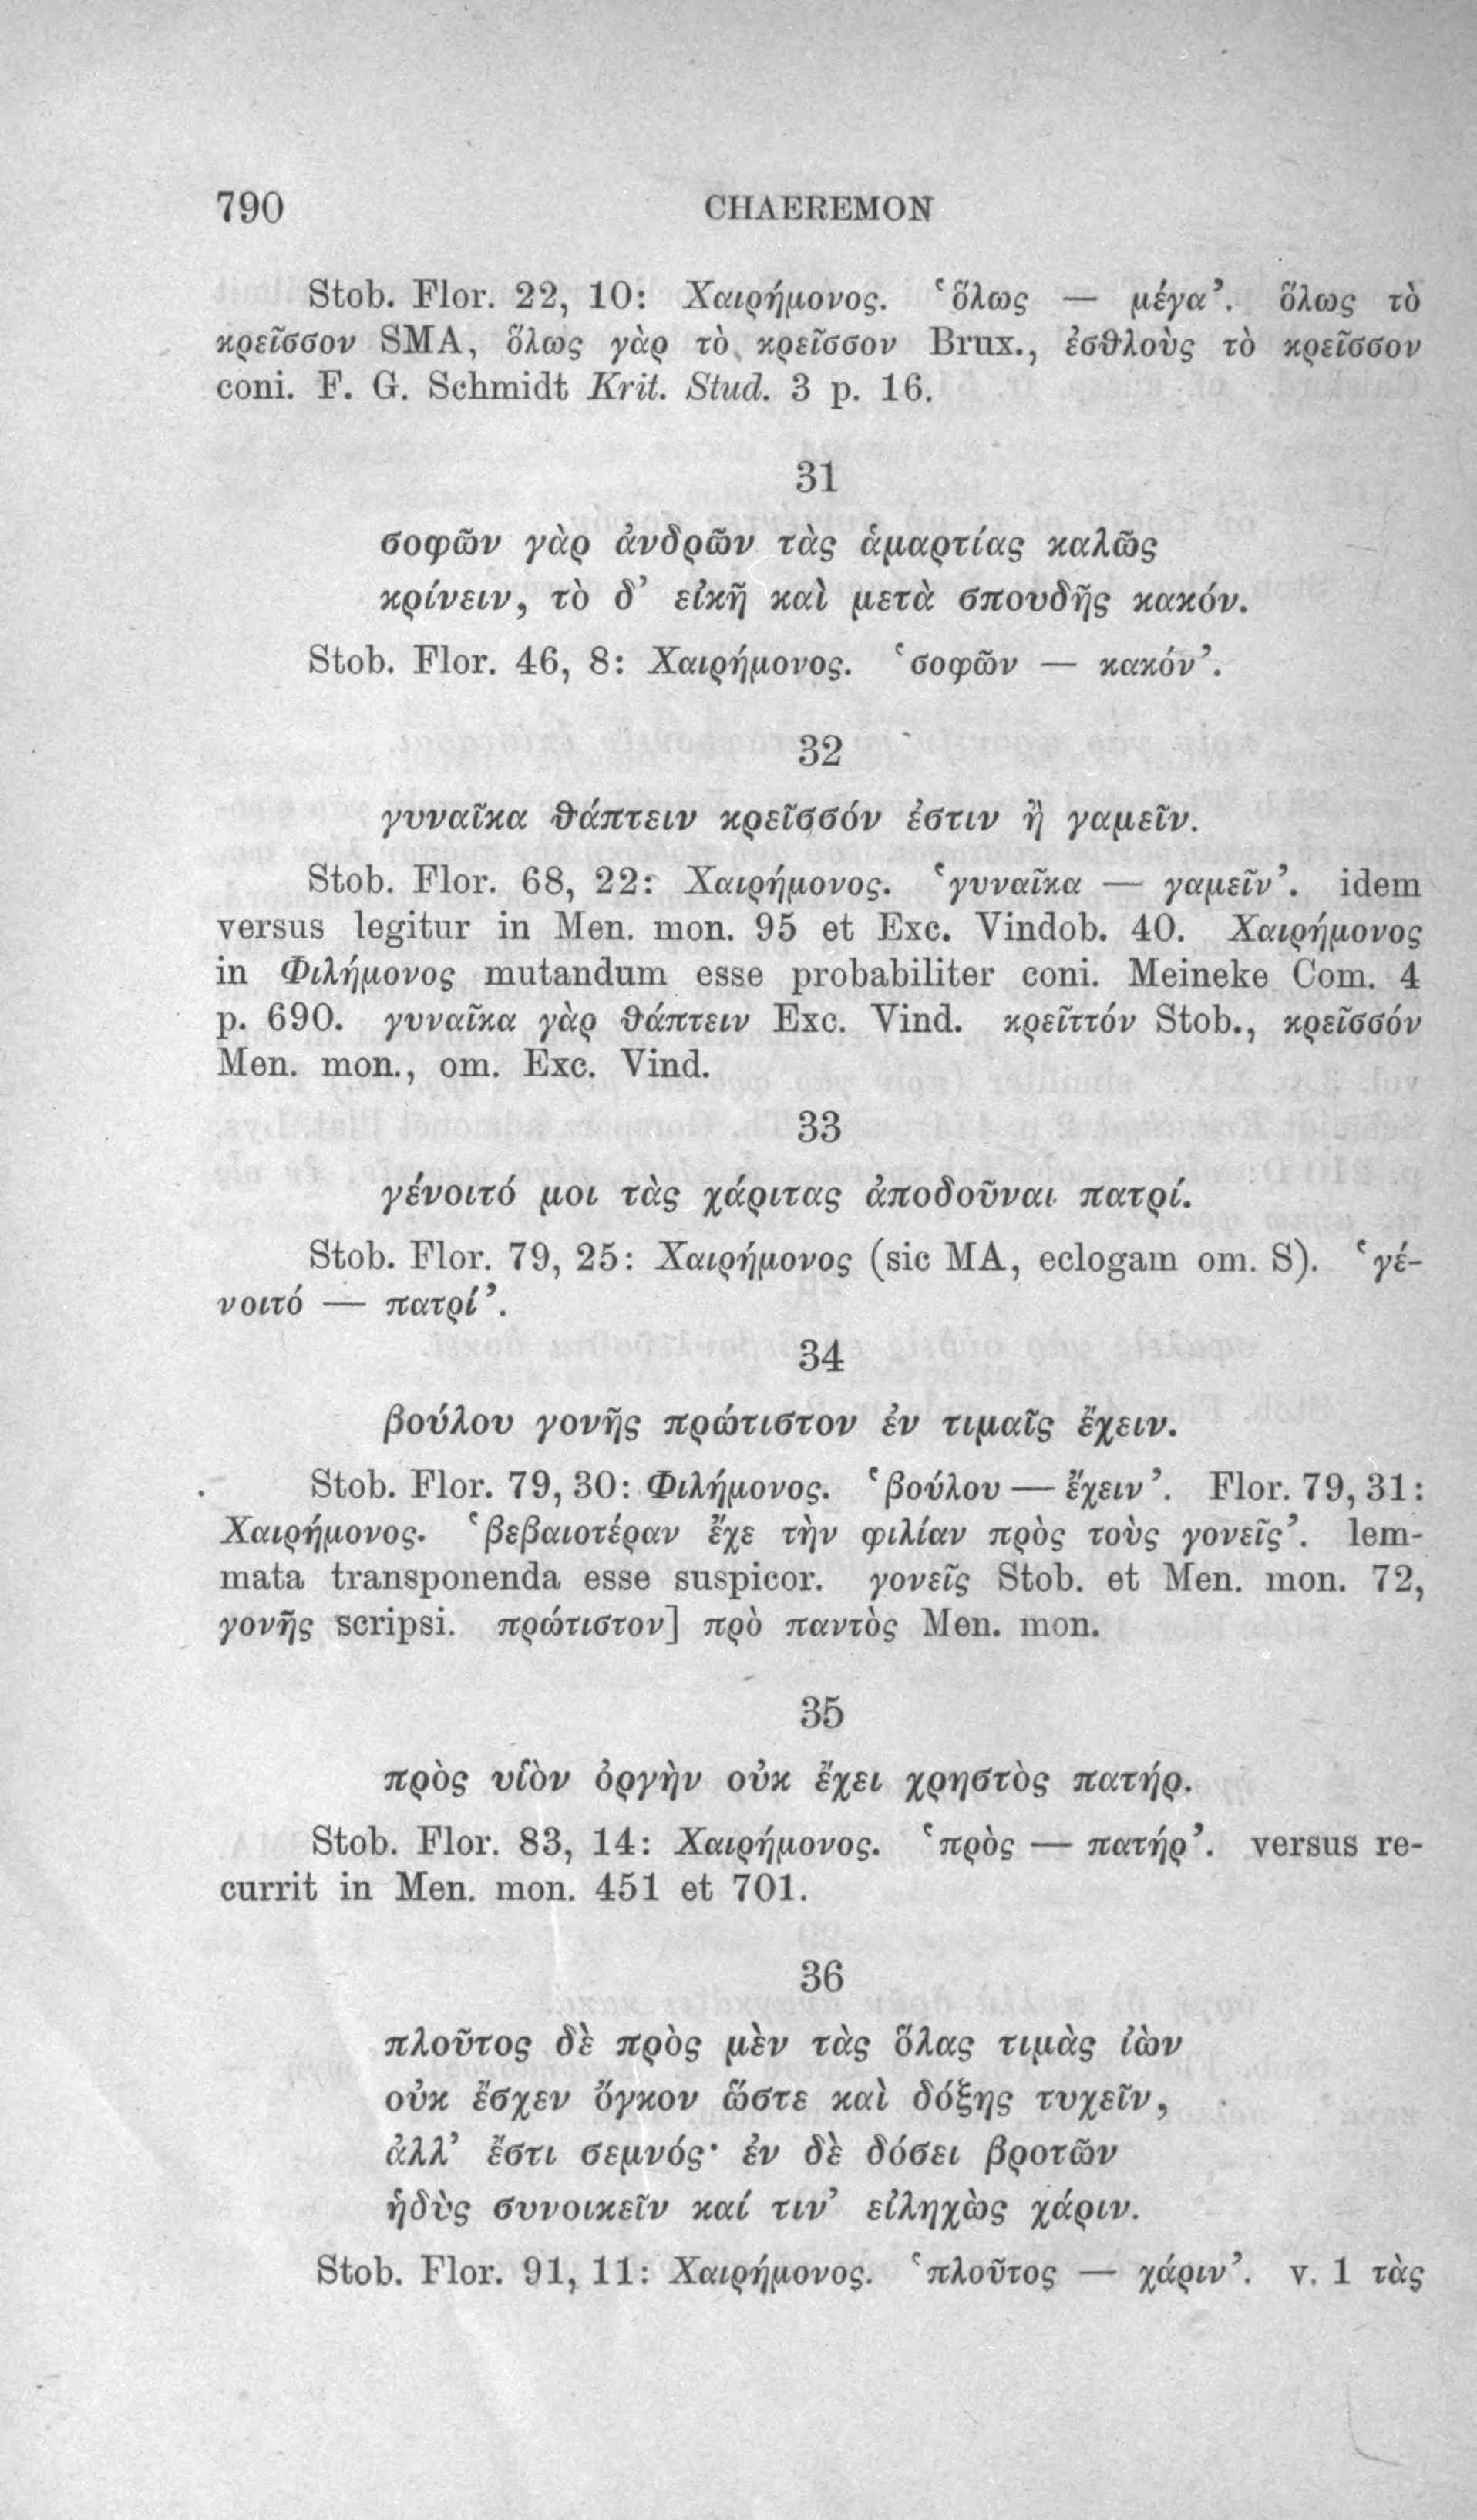 790 CHAEREMON
Stob. Flor. 22, 10: Χαιρήμονος. ‘ὅλως — μέγα’. ὅλως τὸ
κρεῖσσον SMA, ὅλως γὰρ τὸ κρεῖσσον Brux., ἐσθλοὺς τὸ κρεῖσσον
coni. F. G. Schmidt Krit. Stud. 3 p. 16.
31
σοφῶν γὰρ ἀνδρῶν τὰς ἁμαρτίας καλῶς
κρίνειν, τὸ δ’ εἰκῆ καὶ μετὰ σπουδῆς κακόν.
Stob. Flor. 46, 8: Χαιρήμονος. ‘σοφῶν — κακόν’.
32
γυναῖκα θάπτειν κρεῖσσόν ἐστιν ἢ γαμεῖν.
Stob. Flor. 68, 22: Χαιρήμονος. ‘γυναῖκα — γαμεῖν’. idem
versus legitur in Men. mon. 95 et Exc. Vindob. 40. Χαιρήμονος
in Φιλήμονος mutandum esse probabiliter coni. Meineke Com. 4
p. 690. γυναῖκα γὰρ θάπτειν Exc. Vind. κρεῖττόν Stob., κρεῖσσόν
Men. mon., om. Exc. Vind.
33
γένοιτό μοι τὰς χάριτας ἀποδοῦναι πατρί.
Stob. Flor. 79, 25: Χαιρήμονος (sic MA, eclogam om. S). ‘γέ-
νοιτό — πατρί’.
34
βούλου γονῆς πρώτιστον ἐν τιμαῖς ἔχειν.
Stob. Flor. 79, 30: Φιλήμονος. ‘βούλου — ἔχειν’. Flor. 79, 31:
Χαιρήμονος. ‘βεβαιοτέραν ἔχε τὴν φιλίαν πρὸς τοὺς γονεῖς’. lem-
mata transponenda esse suspicor. γονεῖς Stob. et Men. mon. 72,
γονῆς scripsi. πρώτιστον] πρὸ παντὸς Men. mon.
35
πρὸς υἱὸν ὀργὴν οὐκ ἔχει χρηστὸς πατήρ.
Stob. Flor. 83, 14: Χαιρήμονος. ‘πρὸς — πατήρ’. versus re-
currit in Men. mon. 451 et 701.
36
πλοῦτος δὲ πρὸς μὲν τὰς ὅλας τιμὰς ἰὼν
οὐκ ἔσχεν ὄγκον ὥστε καὶ δόξης τυχεῖν,
ἀλλ’ ἔστι σεμνός· ἐν δὲ δόσει βροτῶν
ἡδὺς συνοικεῖν καί τιν’ εἰληχὼς χάριν.
Stob. Flor. 91, 11: Χαιρήμονος. ‘πλοῦτος — χάριν’. v. 1 τὰς